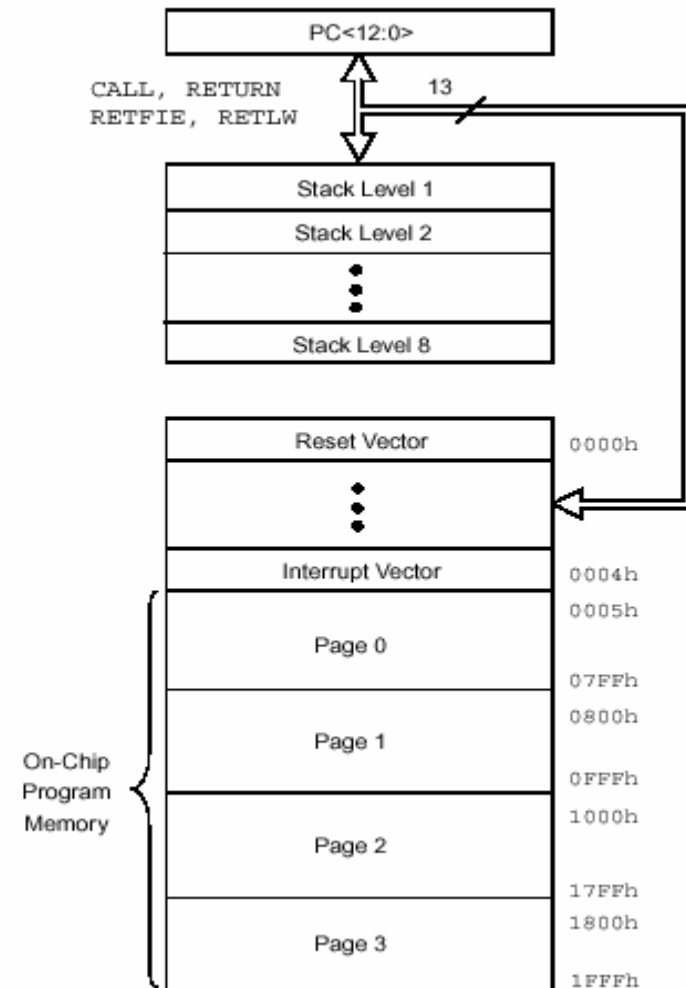 PC<12:0>
CALL, RETURN
RETFIE, RETLW
13
Stack Level 1
Stack Level 2
Stack Level 8
Reset Vector
0000h
Interrupt Vector
0004h
0005h
Page 0
07FFh
0800h
Page 1
0FFFh
On-Chip
Program
Memory
1000h
Page 2
17FFh
1800h
Page 3
1FFFh